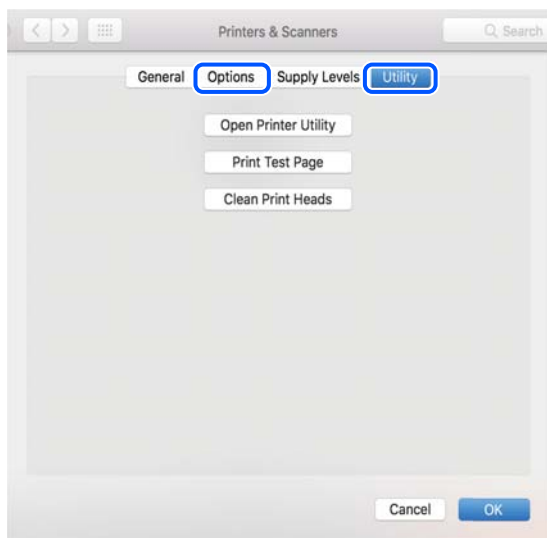 Printers & Scanners Search
General Options Supply Levels Utility
Open Printer Utility
Print Test Page
Clean Print Heads
Cancel OK